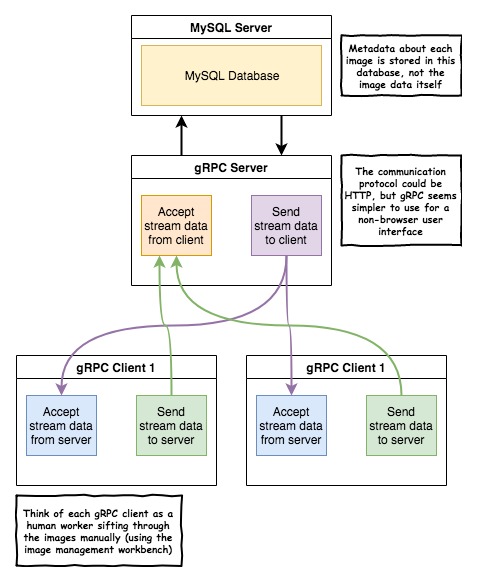 MySQL Server
MySQL Database
Metadata about each
image is stored in this
database, not the
image data itself
gRPC Server
Accept
stream data
from client
Send
stream data
to client
The communication
protocol could be
HTTP, but gRPC seems
simpler to use for a
non-browser user
interface
gRPC Client 1
Accept
stream data
from server
Send
stream data
to server
gRPC Client 1
Accept
stream data
from server
Send
stream data
to server
Think of each gRPC client as a
human worker sifting through
the images manually (using the
image management workbench)